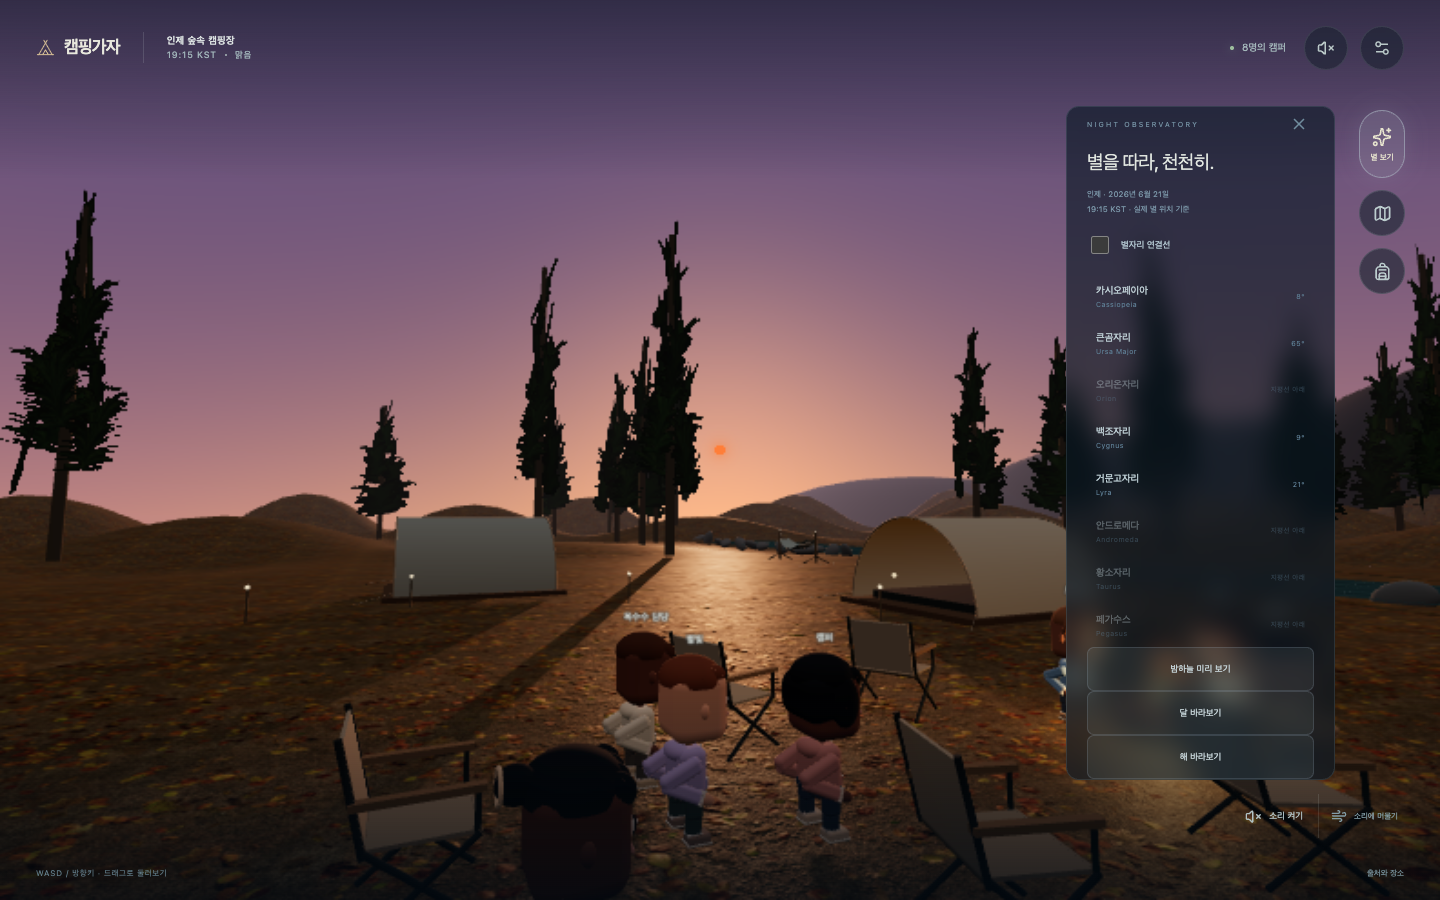 캠핑가자
인제 숲속 캠핑장
19:15 KST · 맑음
8명의 캠퍼
NIGHT OBSERVATORY
별을 따라, 천천히.
인제 · 2026년 6월 21일
19:15 KST · 실제 별 위치 기준
별자리 연결선
카시오페이아
Cassiopeia
8°
큰곰자리
Ursa Major
65°
오리온자리
Orion
지평선 아래
백조자리
Cygnus
9°
거문고자리
Lyra
21°
안드로메다
Andromeda
지평선 아래
황소자리
Taurus
지평선 아래
페가수스
Pegasus
지평선 아래
밤하늘 미리 보기
달 바라보기
해 바라보기
별 보기
캠퍼
소리 켜기
소리에 머물기
WASD / 방향키 · 드래그로 둘러보기
출처와 장소